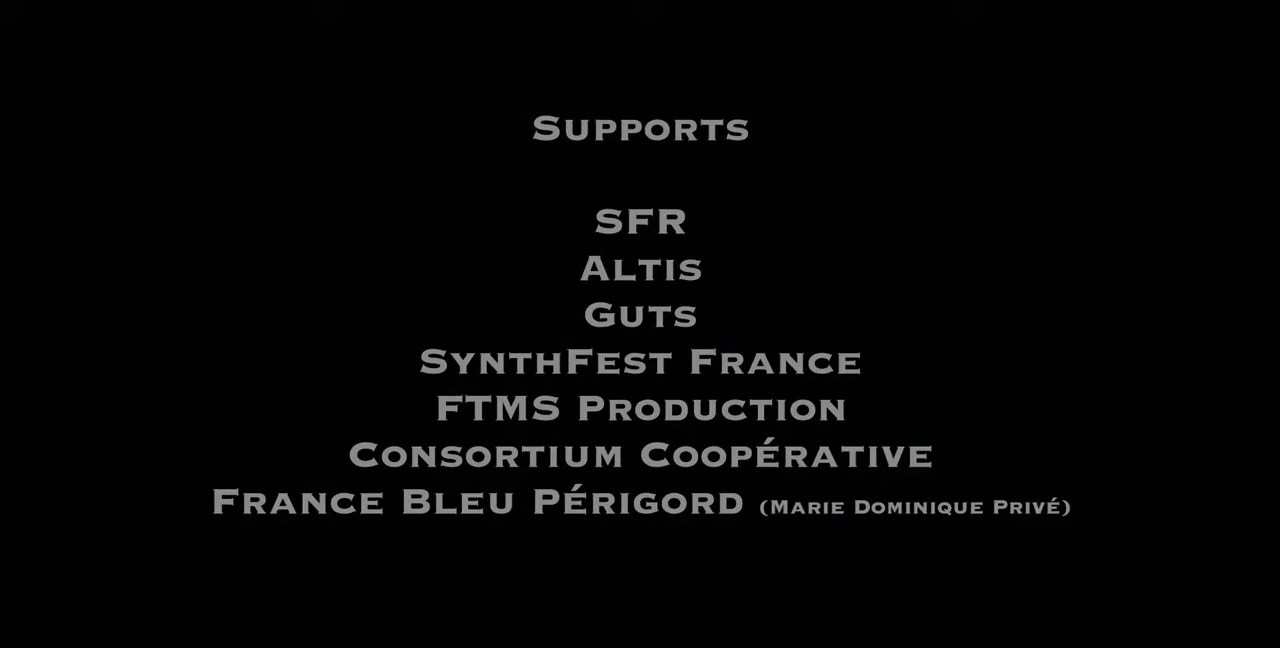 Supports
SFR
Altis
Guts
SynthFest France
FTMS Production
Consortium Coopérative
France Bleu Périgord (Marie Dominique Privé)